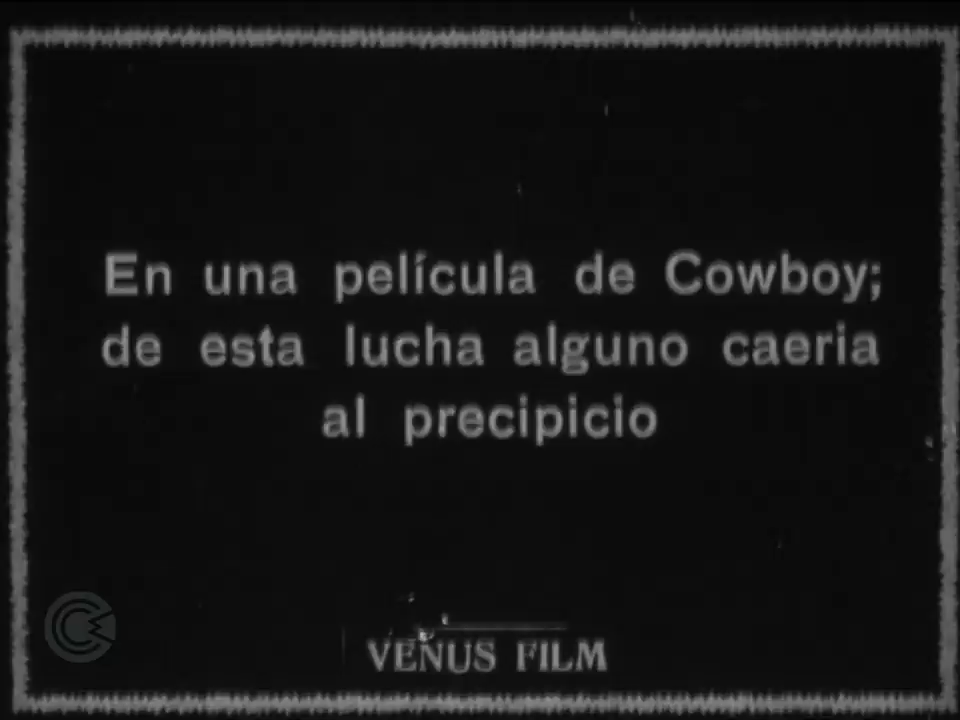 En una película de Cowboy;
de esta lucha alguno caeria
al precipicio
VENUS FILM